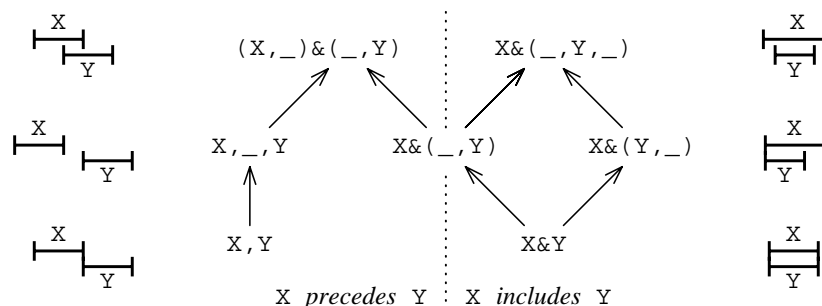 X (X,_)&(_,Y) X&(_,Y,_) X
Y Y
X X,_,Y X&(_,Y) X&(Y,_) X
Y Y
X X,Y X&Y X
Y Y
X precedes Y X includes Y